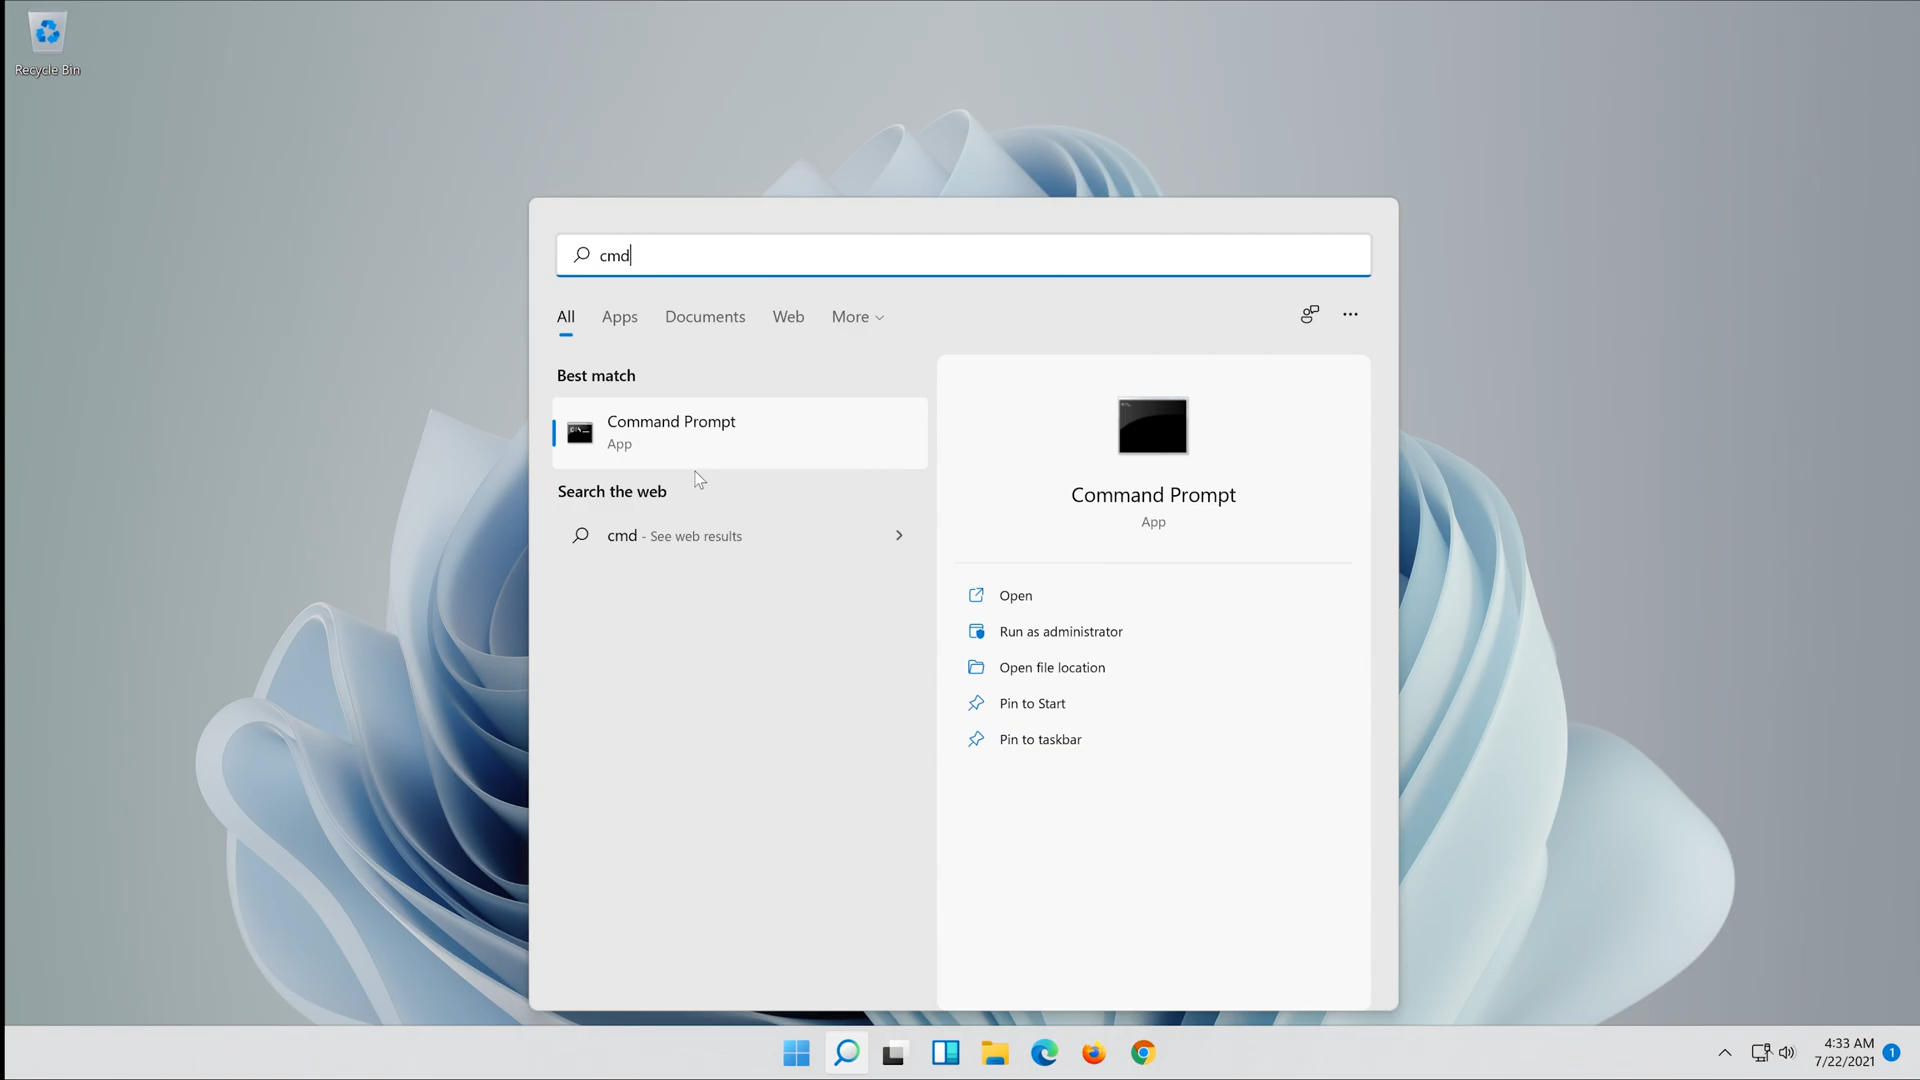 Recycle Bin
cmd
All Apps Documents Web More
Best match
Command Prompt
App
Search the web
cmd - See web results
Command Prompt
App
Open
Run as administrator
Open file location
Pin to Start
Pin to taskbar
4:33 AM
7/22/2021
1